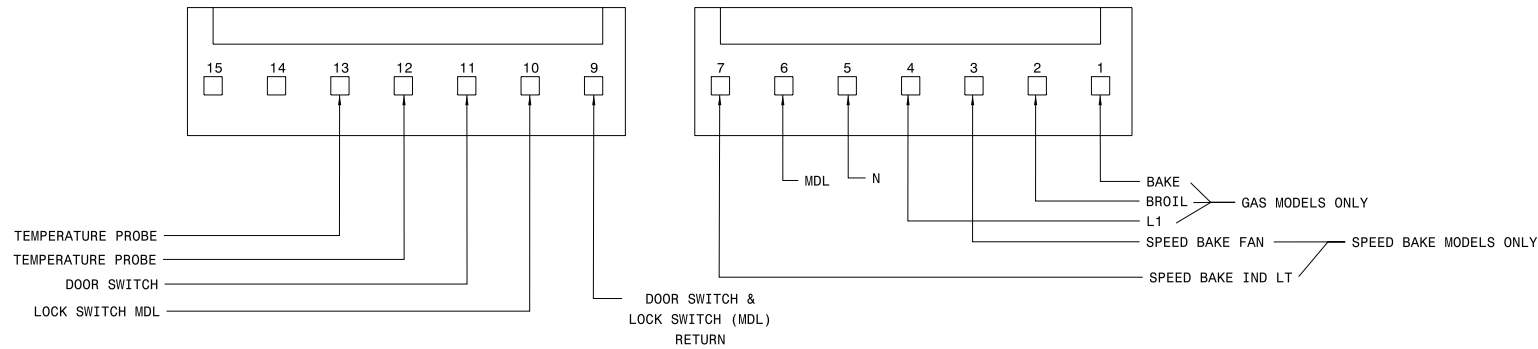 15 14 13 12 11 10 9
7 6 5 4 3 2 1
MDL
N
BAKE
BROIL
GAS MODELS ONLY
L1
TEMPERATURE PROBE
SPEED BAKE FAN
SPEED BAKE MODELS ONLY
TEMPERATURE PROBE
SPEED BAKE IND LT
DOOR SWITCH
LOCK SWITCH MDL
DOOR SWITCH &
LOCK SWITCH (MDL)
RETURN